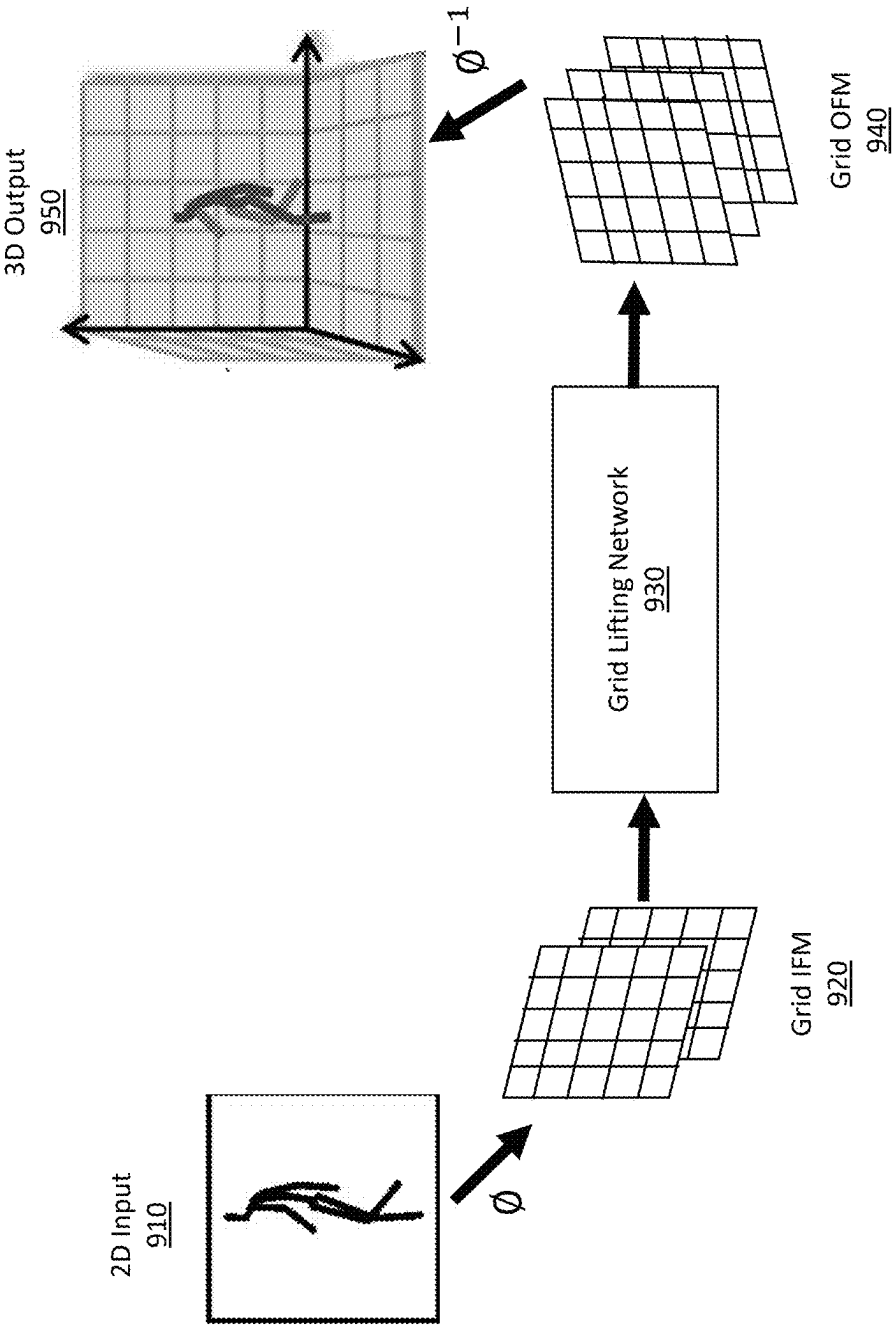 2D Input
910
Ø
Grid IFM
920
Grid Lifting Network
930
Grid OFM
940
Ø⁻¹
3D Output
950